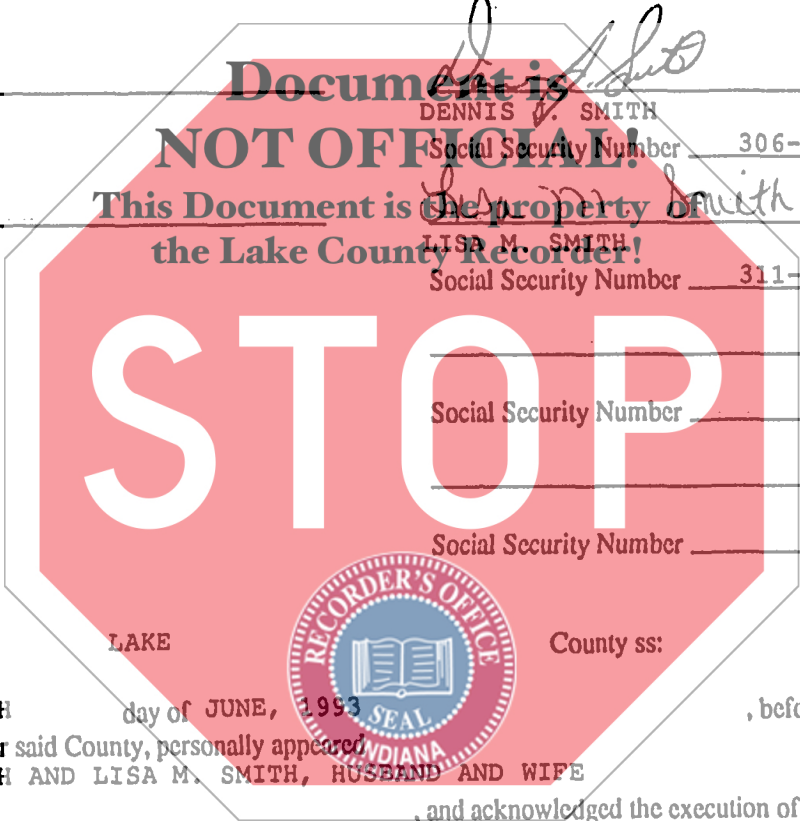 Document is
DENNIS J. SMITH
NOT OFFICIAL!
Social Security Number 306-
This Document is the property of
Lisa M. Smith
LISA M. SMITH
the Lake County Recorder!
Social Security Number 311-
STOP
Social Security Number
Social Security Number
RECORDER'S OFFICE
LAKE County ss:
H day of JUNE, 1993 , befo
SEAL
r said County, personally appeared
INDIANA
H AND LISA M. SMITH, HUSBAND AND WIFE
, and acknowledged the execution of